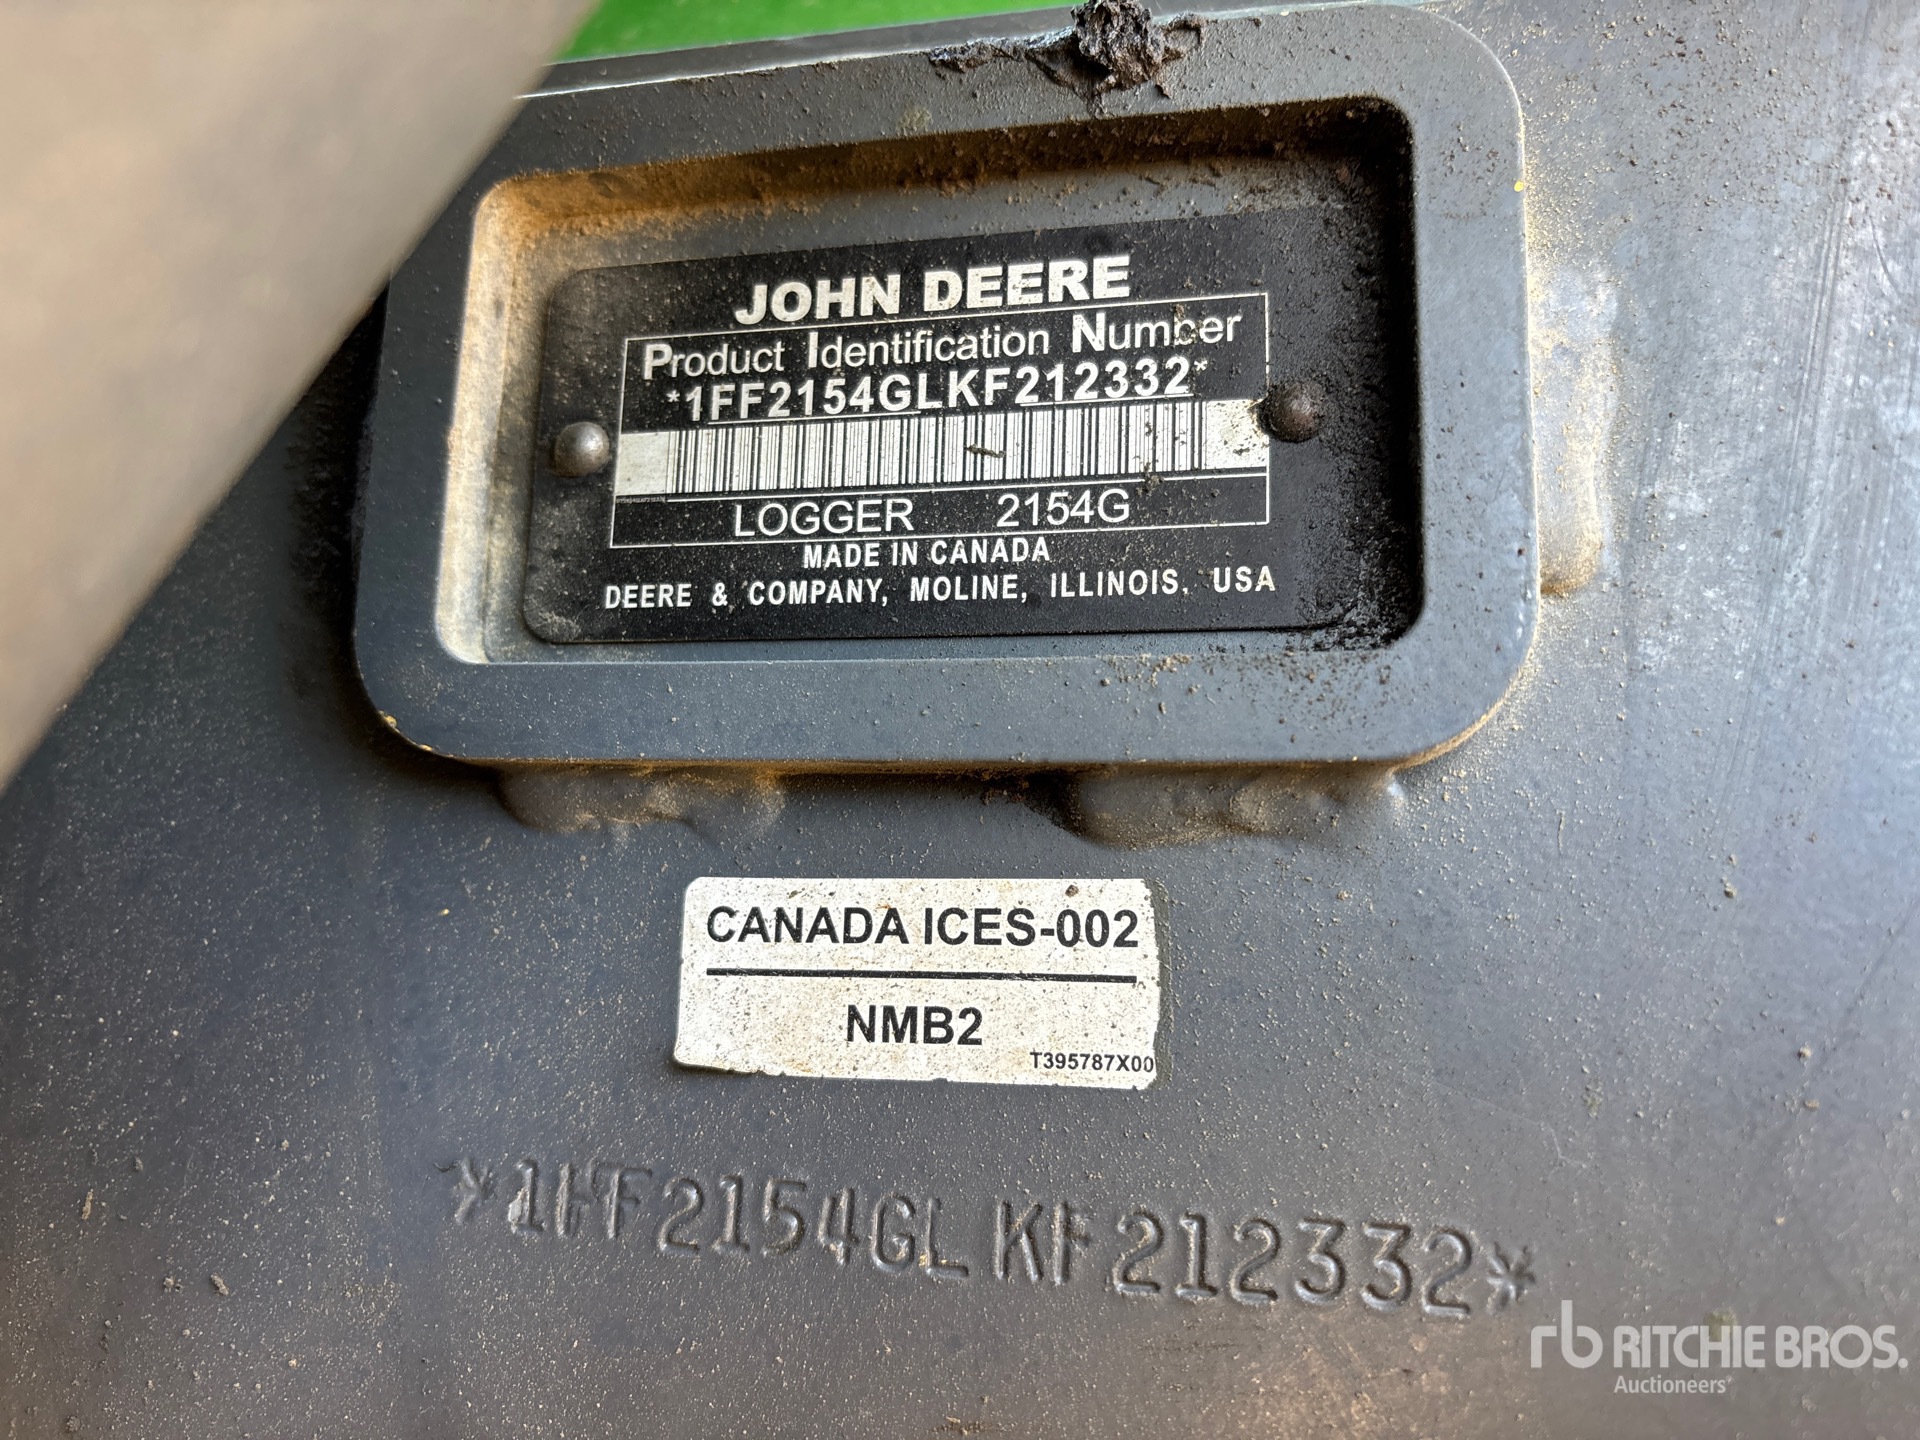 JOHN DEERE
Product Identification Number
*1FF2154GLKF212332*
LOGGER 2154G
MADE IN CANADA
DEERE & COMPANY, MOLINE, ILLINOIS, USA
CANADA ICES-002
NMB2
T395787X00
*1FF2154GLKF212332*
rb RITCHIE BROS.
Auctioneers